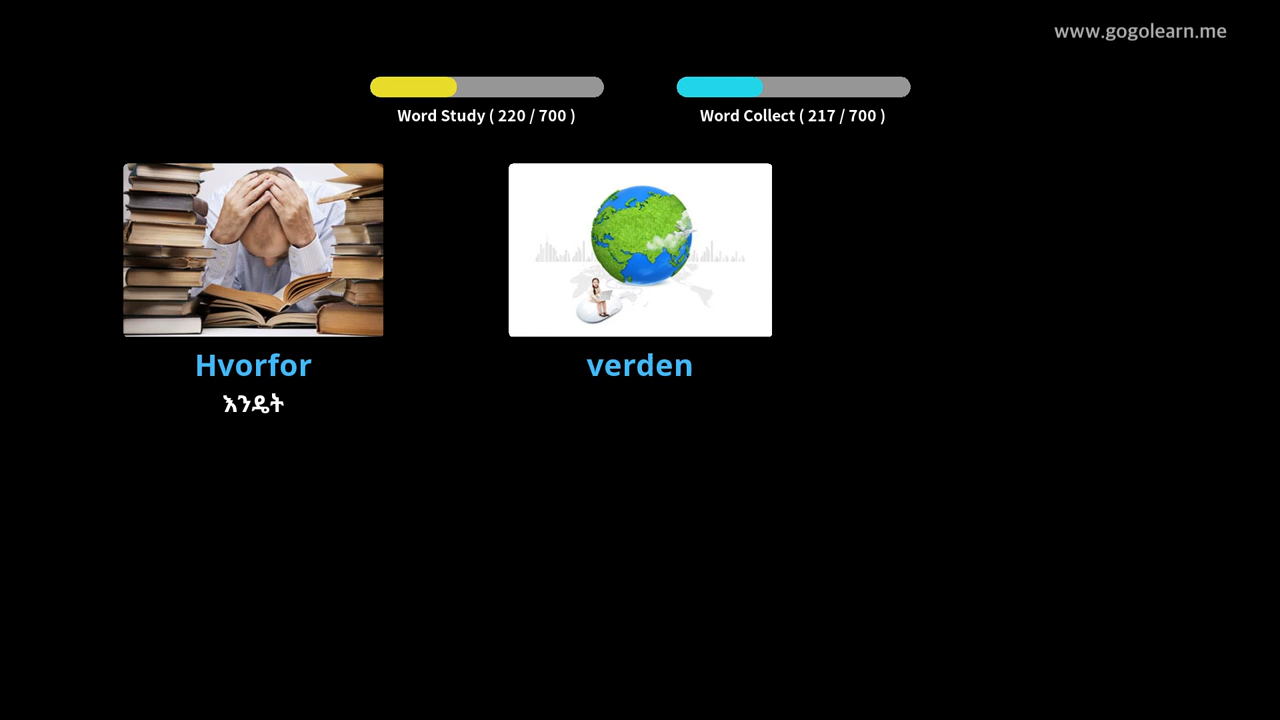 www.gogolearn.me
Word Study ( 220 / 700 )
Word Collect ( 217 / 700 )
Hvorfor
verden
እንዴት